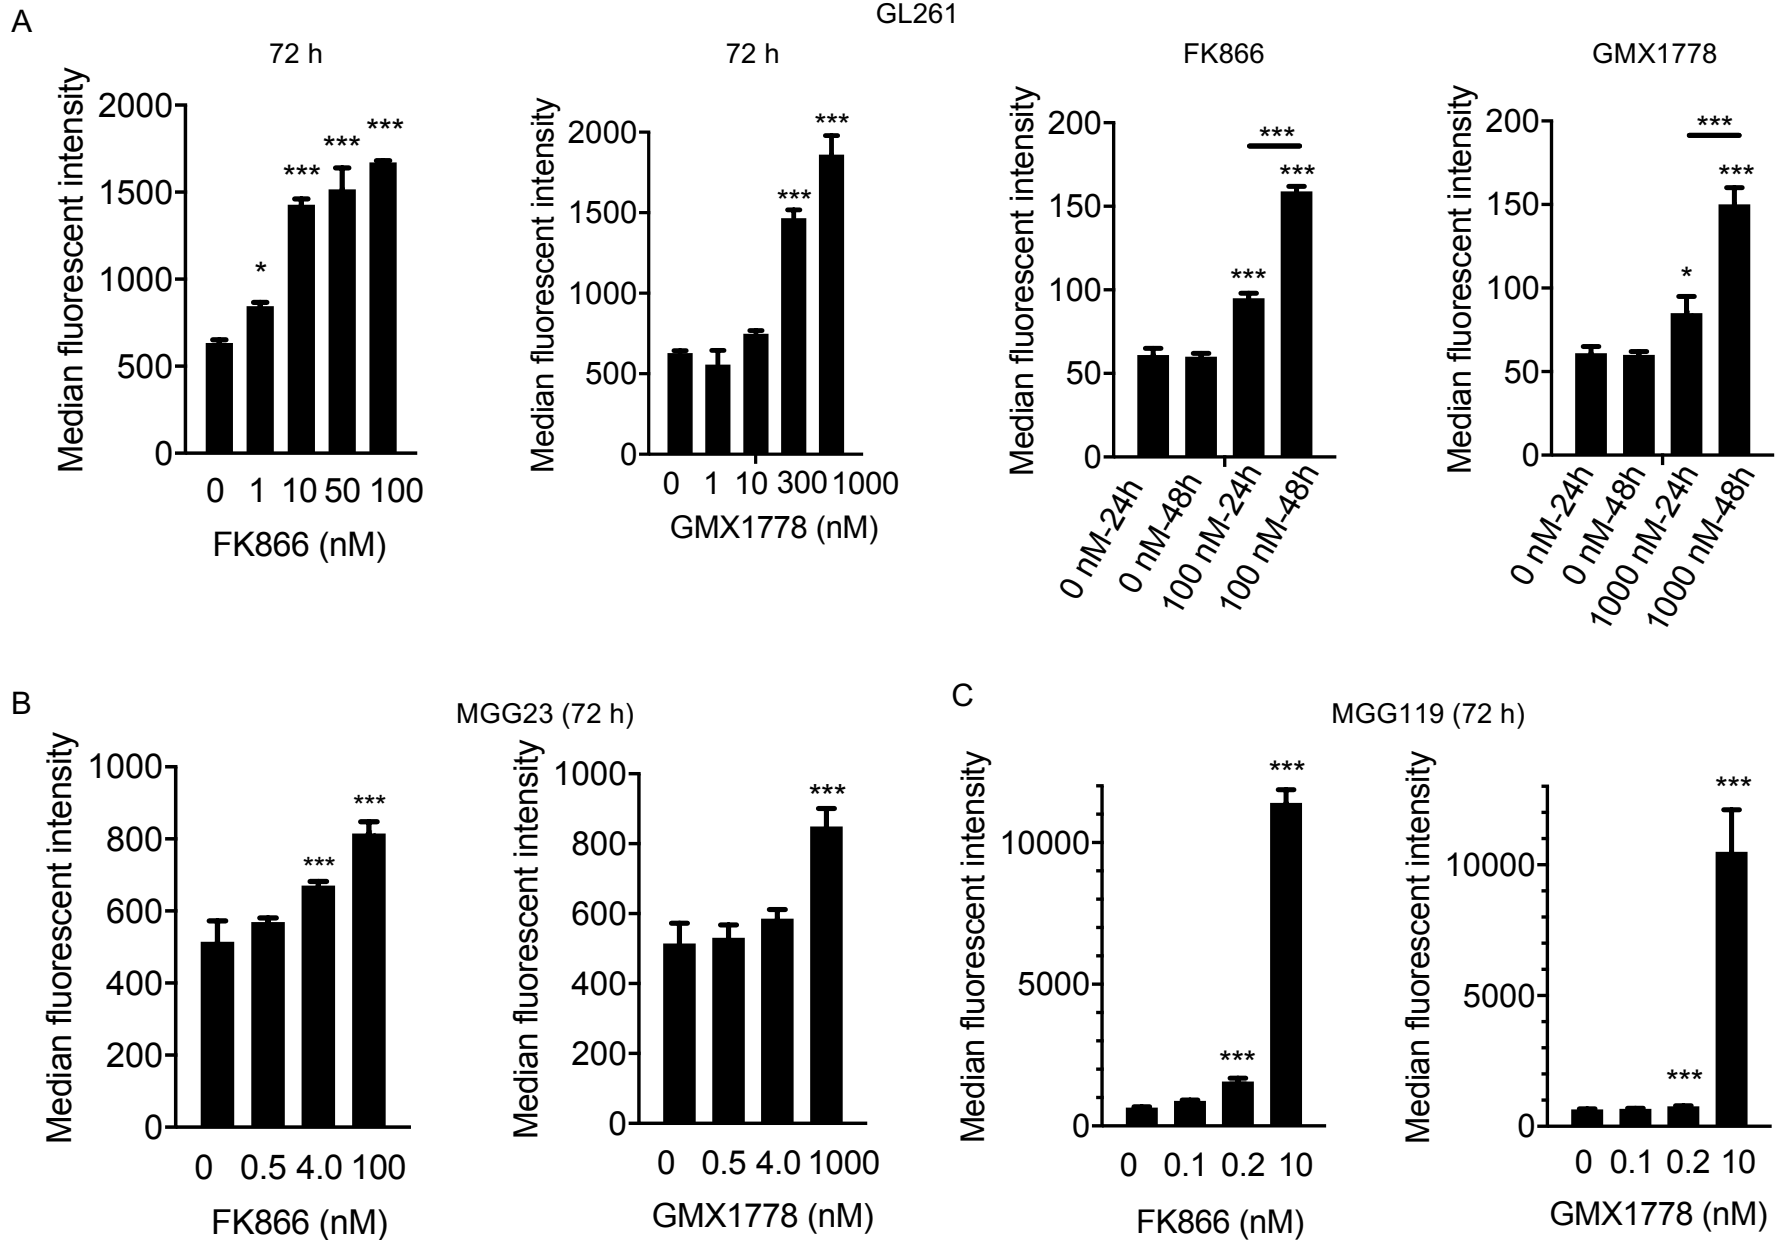 A
GL261
72 h
72 h
FK866
GMX1778
Median fluorescent intensity
2000
1500
1000
500
0
*
***
***
***
0 1 10 50 100
FK866 (nM)
Median fluorescent intensity
2000
1500
1000
500
0
***
***
0 1 10 300 1000
GMX1778 (nM)
Median fluorescent intensity
200
150
100
50
0
***
***
***
0 nM-24h
0 nM-48h
100 nM-24h
100 nM-48h
Median fluorescent intensity
200
150
100
50
0
***
***
*
0 nM-24h
0 nM-48h
1000 nM-24h
1000 nM-48h
B
MGG23 (72 h)
Median fluorescent intensity
1000
800
600
400
200
0
***
***
0 0.5 4.0 100
FK866 (nM)
Median fluorescent intensity
1000
800
600
400
200
0
***
0 0.5 4.0 1000
GMX1778 (nM)
C
MGG119 (72 h)
Median fluorescent intensity
10000
5000
0
***
***
0 0.1 0.2 10
FK866 (nM)
Median fluorescent intensity
10000
5000
0
***
***
0 0.1 0.2 10
GMX1778 (nM)